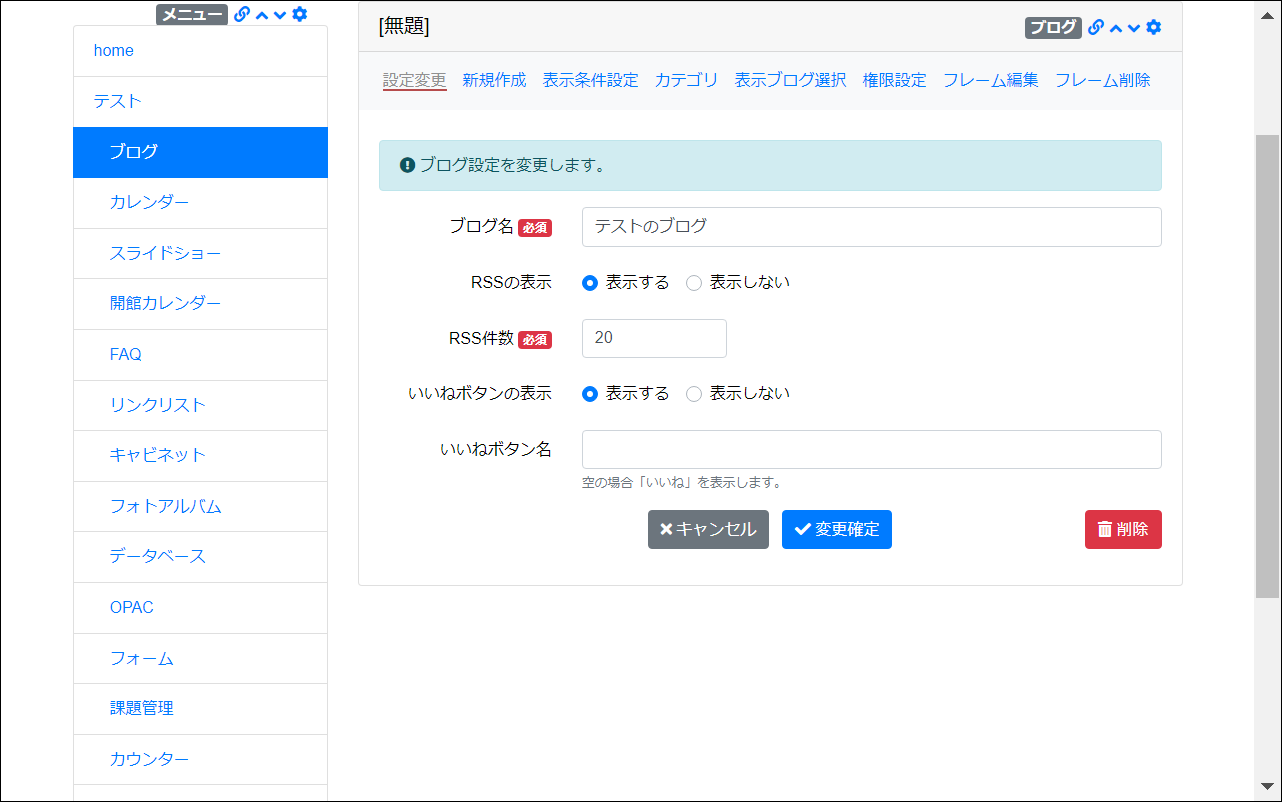 メニュー
home
テスト
ブログ
カレンダー
スライドショー
開館カレンダー
FAQ
リンクリスト
キャビネット
フォトアルバム
データベース
OPAC
フォーム
課題管理
カウンター
[無題]
ブログ
設定変更 新規作成 表示条件設定 カテゴリ 表示ブログ選択 権限設定 フレーム編集 フレーム削除
ブログ設定を変更します。
ブログ名 必須 テストのブログ
RSSの表示 表示する 表示しない
RSS件数 必須 20
いいねボタンの表示 表示する 表示しない
いいねボタン名
空の場合「いいね」を表示します。
キャンセル 変更確定 削除